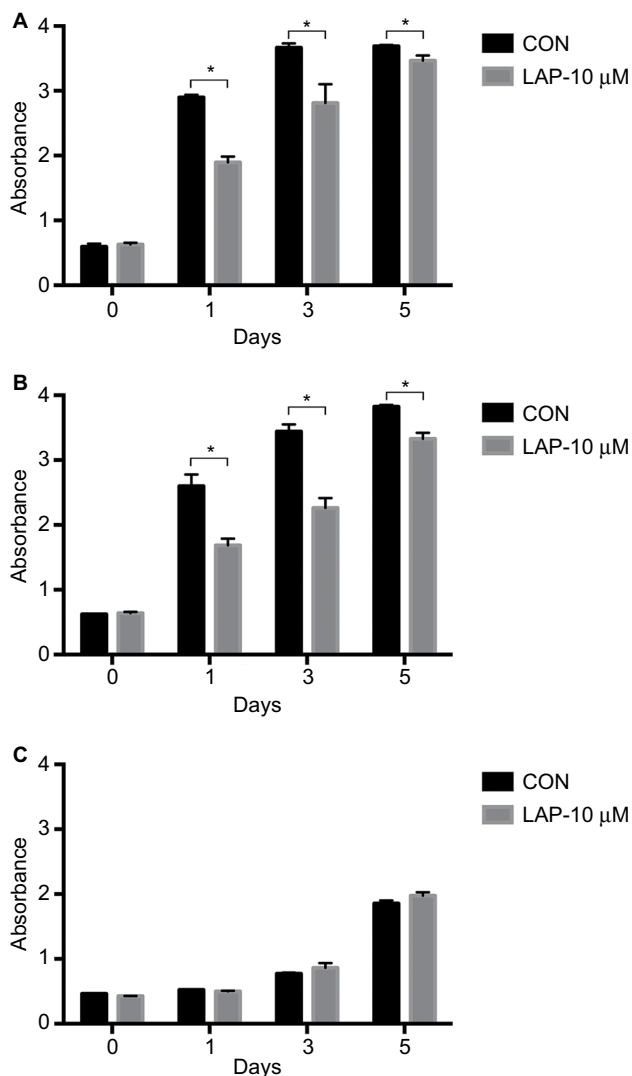 A
4
3
2
1
0
Absorbance
*
*
*
0 1 3 5
Days
CON
LAP-10 μM
B
4
3
2
1
0
Absorbance
*
*
*
0 1 3 5
Days
CON
LAP-10 μM
C
4
3
2
1
0
Absorbance
0 1 3 5
Days
CON
LAP-10 μM